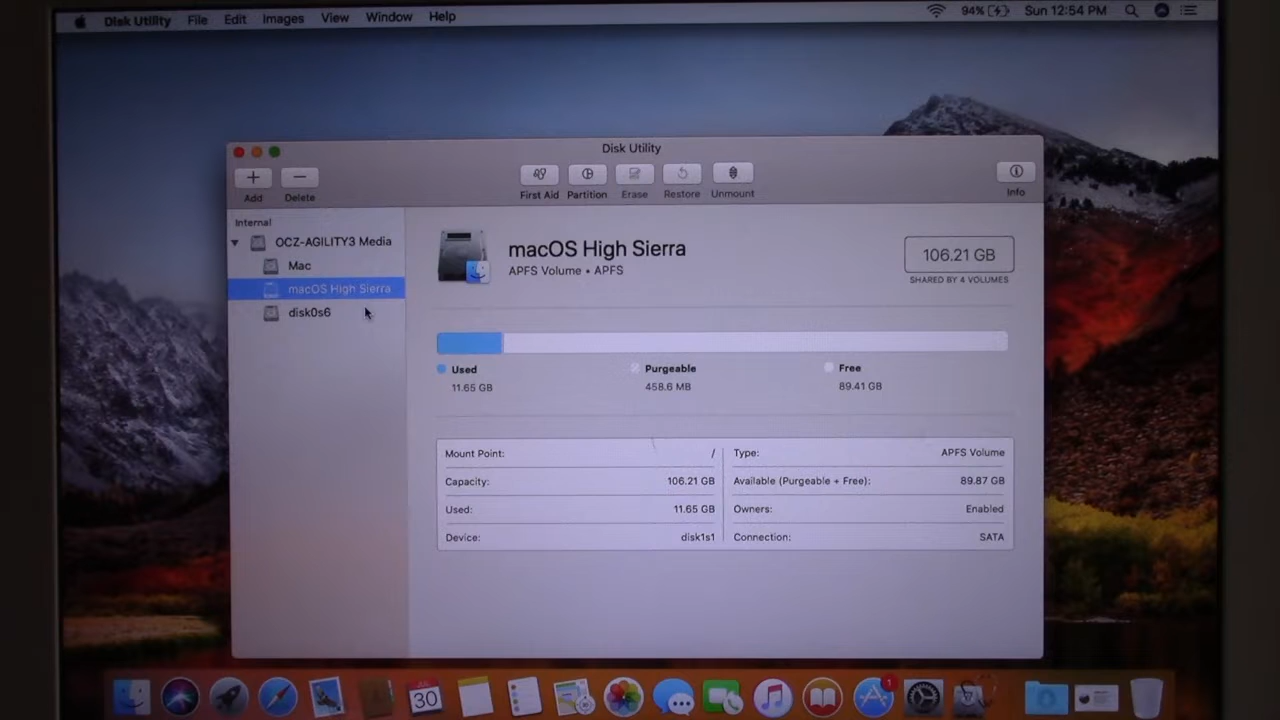 Disk Utility File Edit Images View Window Help 94% Sun 12:54 PM
Disk Utility
Add Delete First Aid Partition Erase Restore Unmount Info
Internal
OCZ-AGILITY3 Media
Mac
macOS High Sierra
disk0s6
macOS High Sierra
APFS Volume • APFS
106.21 GB
SHARED BY 4 VOLUMES
Used
11.65 GB
Purgeable
458.6 MB
Free
89.41 GB
Mount Point: /
Capacity: 106.21 GB
Used: 11.65 GB
Device: disk1s1
Type: APFS Volume
Available (Purgeable + Free): 89.87 GB
Owners: Enabled
Connection: SATA
30
1